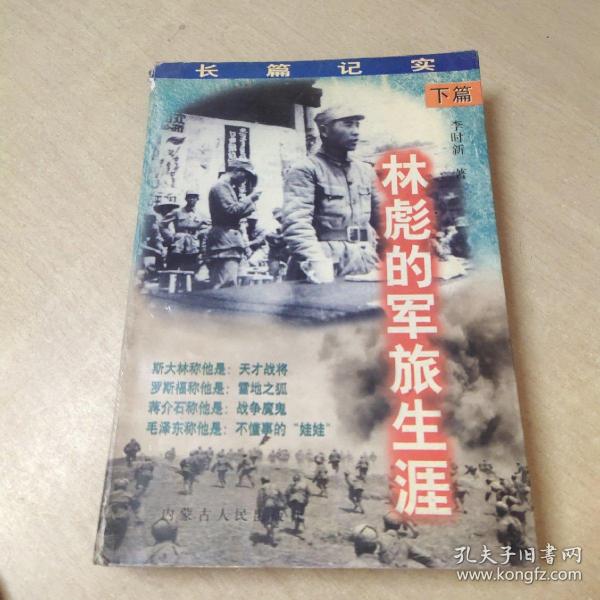 长篇记实
下篇
李时新 著
林彪的军旅生涯
斯大林称他是：天才战将
罗斯福称他是：雪地之狐
蒋介石称他是：战争魔鬼
毛泽东称他是：不懂事的“娃娃”
内蒙古人民出版社
孔夫子旧书网
www.kongfz.com